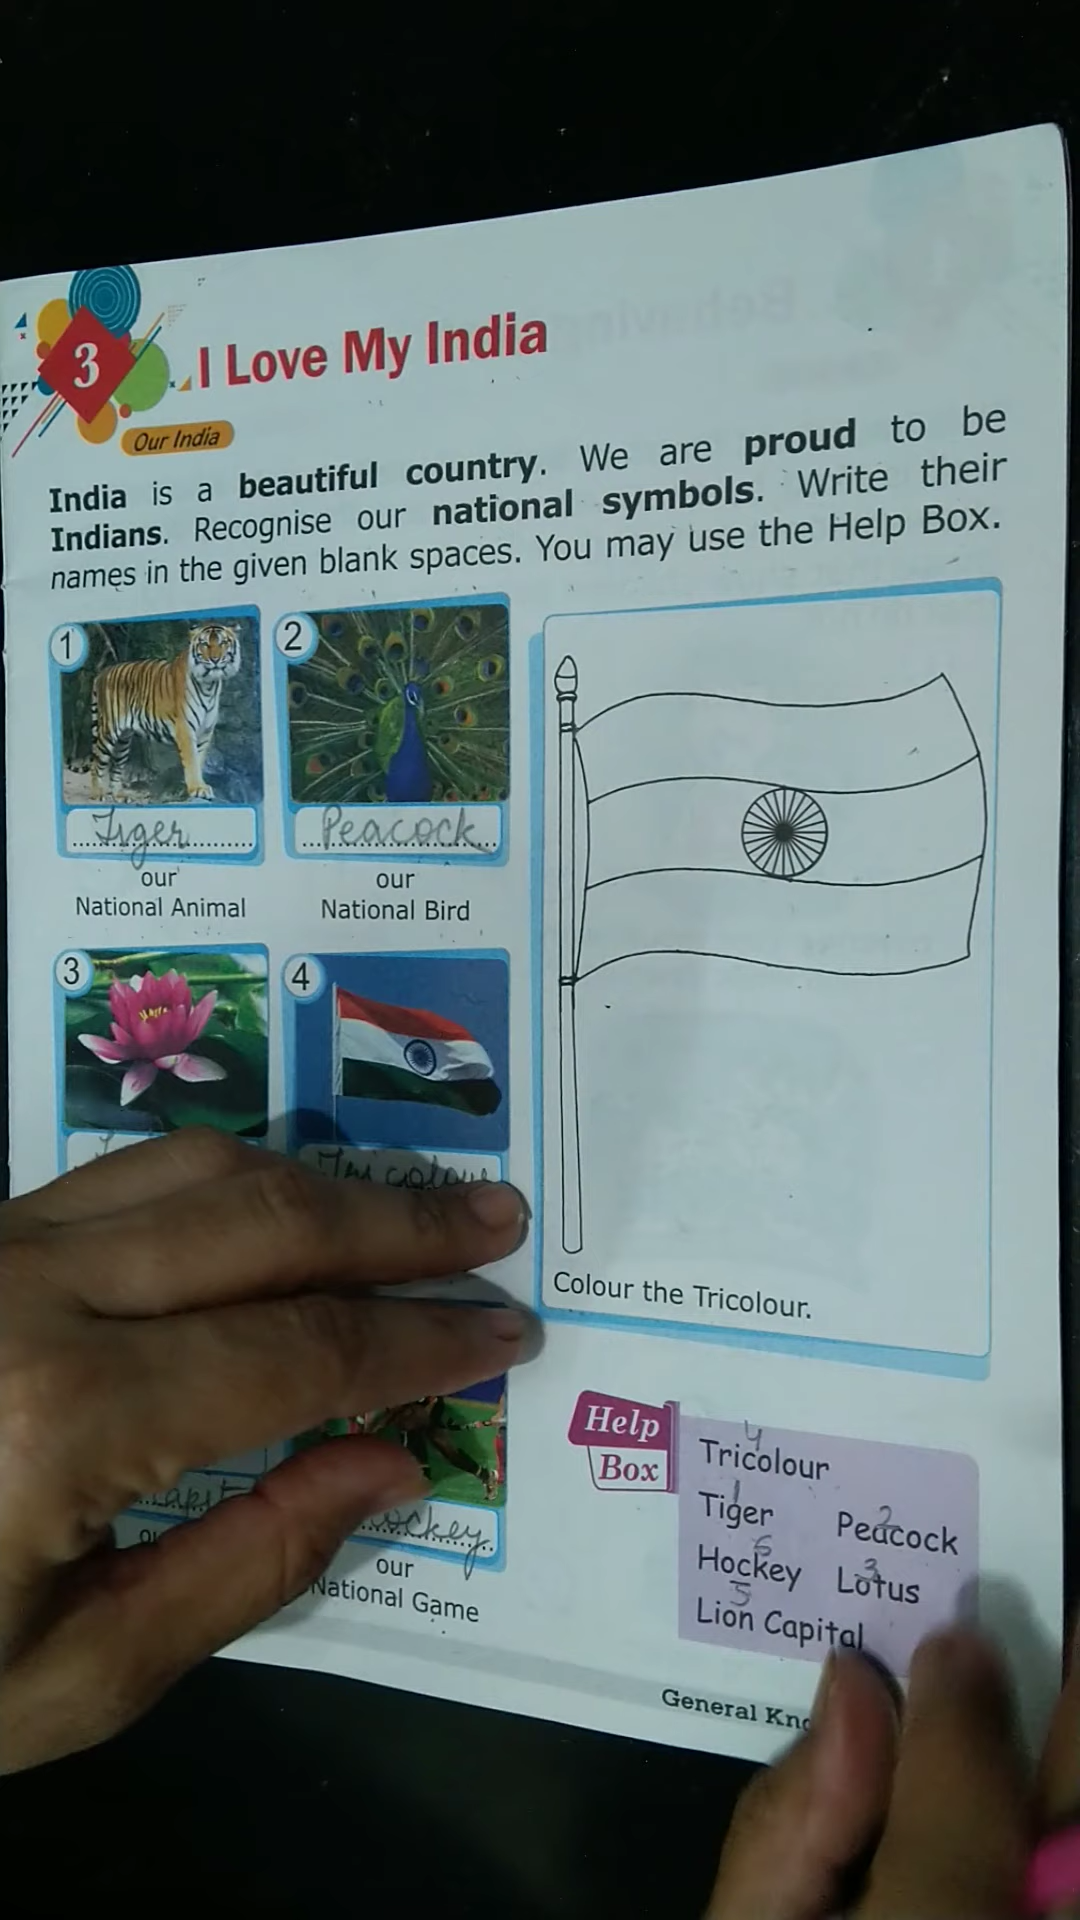 3
I Love My India
Our India
India is a beautiful country. We are proud to be
Indians. Recognise our national symbols. Write their
names in the given blank spaces. You may use the Help Box.
1
Tiger
our
National Animal
2
Peacock
our
National Bird
3
4
Tricolour
ockey
our
National Game
Colour the Tricolour.
Help
Box
4
Tricolour
1
Tiger
2
Peacock
6
Hockey
3
Lotus
5
Lion Capital
General Kno